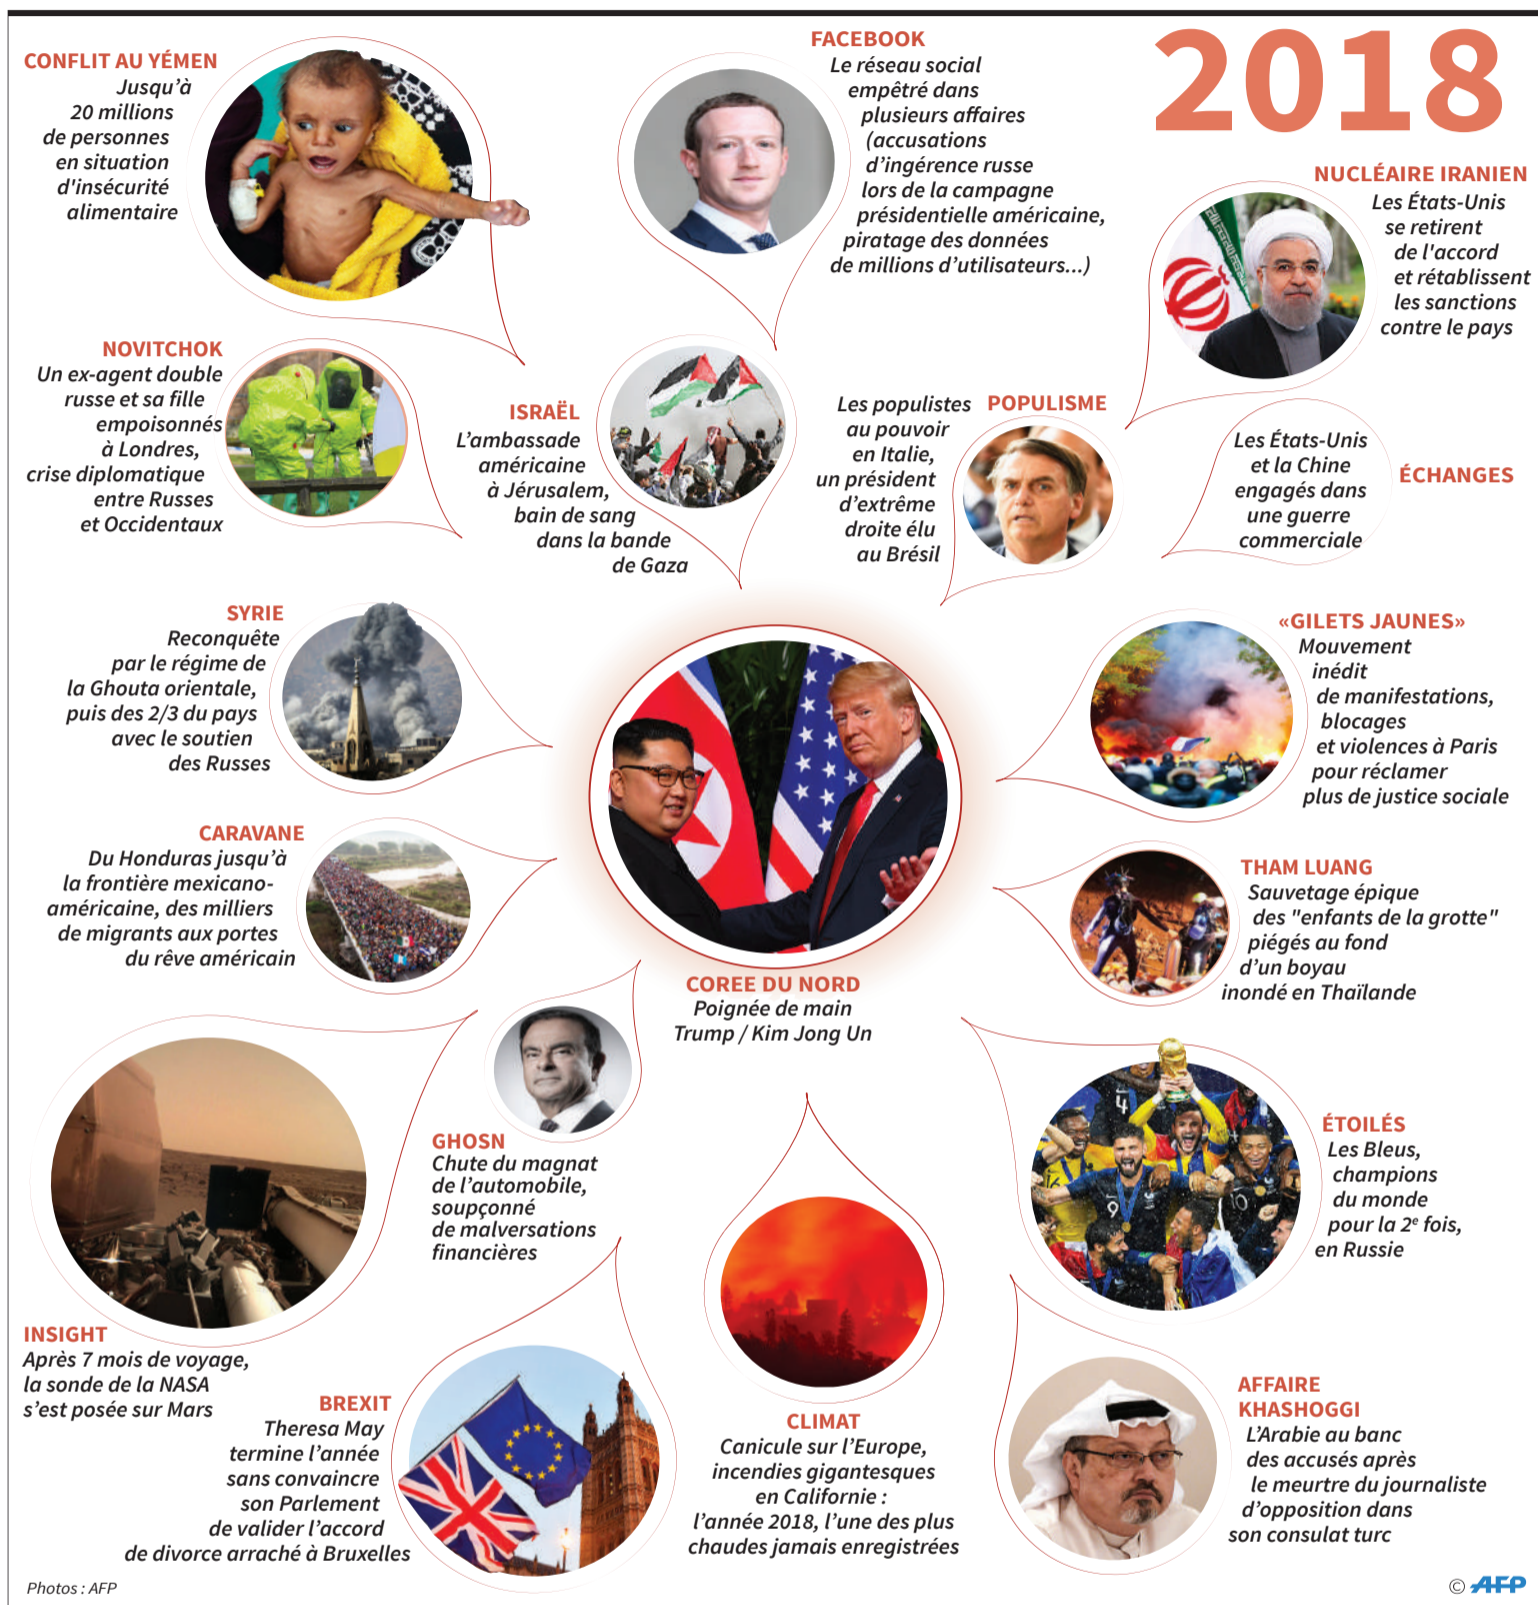 2018
CONFLIT AU YÉMEN
Jusqu'à
20 millions
de personnes
en situation
d'insécurité
alimentaire
FACEBOOK
Le réseau social
empêtré dans
plusieurs affaires
(accusations
d'ingérence russe
lors de la campagne
présidentielle américaine,
piratage des données
de millions d'utilisateurs...)
NUCLÉAIRE IRANIEN
Les États-Unis
se retirent
de l'accord
et rétablissent
les sanctions
contre le pays
NOVITCHOK
Un ex-agent double
russe et sa fille
empoisonnés
à Londres,
crise diplomatique
entre Russes
et Occidentaux
ISRAËL
L'ambassade
américaine
à Jérusalem,
bain de sang
dans la bande
de Gaza
POPULISME
Les populistes
au pouvoir
en Italie,
un président
d'extrême
droite élu
au Brésil
ÉCHANGES
Les États-Unis
et la Chine
engagés dans
une guerre
commerciale
SYRIE
Reconquête
par le régime de
la Ghouta orientale,
puis des 2/3 du pays
avec le soutien
des Russes
«GILETS JAUNES»
Mouvement
inédit
de manifestations,
blocages
et violences à Paris
pour réclamer
plus de justice sociale
CARAVANE
Du Honduras jusqu'à
la frontière mexicano-
américaine, des milliers
de migrants aux portes
du rêve américain
THAM LUANG
Sauvetage épique
des "enfants de la grotte"
piégés au fond
d'un boyau
inondé en Thaïlande
COREE DU NORD
Poignée de main
Trump / Kim Jong Un
GHOSN
Chute du magnat
de l'automobile,
soupçonné
de malversations
financières
ÉTOILÉS
Les Bleus,
champions
du monde
pour la 2e fois,
en Russie
4
9
10
INSIGHT
Après 7 mois de voyage,
la sonde de la NASA
s'est posée sur Mars
BREXIT
Theresa May
termine l'année
sans convaincre
son Parlement
de valider l'accord
de divorce arraché à Bruxelles
CLIMAT
Canicule sur l'Europe,
incendies gigantesques
en Californie :
l'année 2018, l'une des plus
chaudes jamais enregistrées
AFFAIRE
KHASHOGGI
L'Arabie au banc
des accusés après
le meurtre du journaliste
d'opposition dans
son consulat turc
Photos : AFP
© AFP